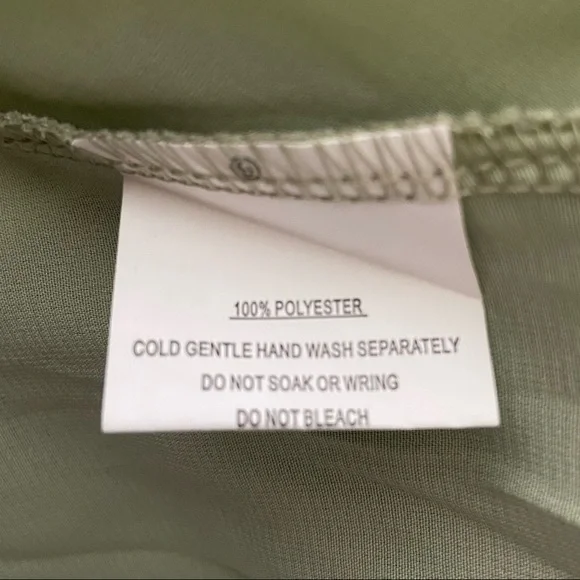 100% POLYESTER
COLD GENTLE HAND WASH SEPARATELY
DO NOT SOAK OR WRING
DO NOT BLEACH